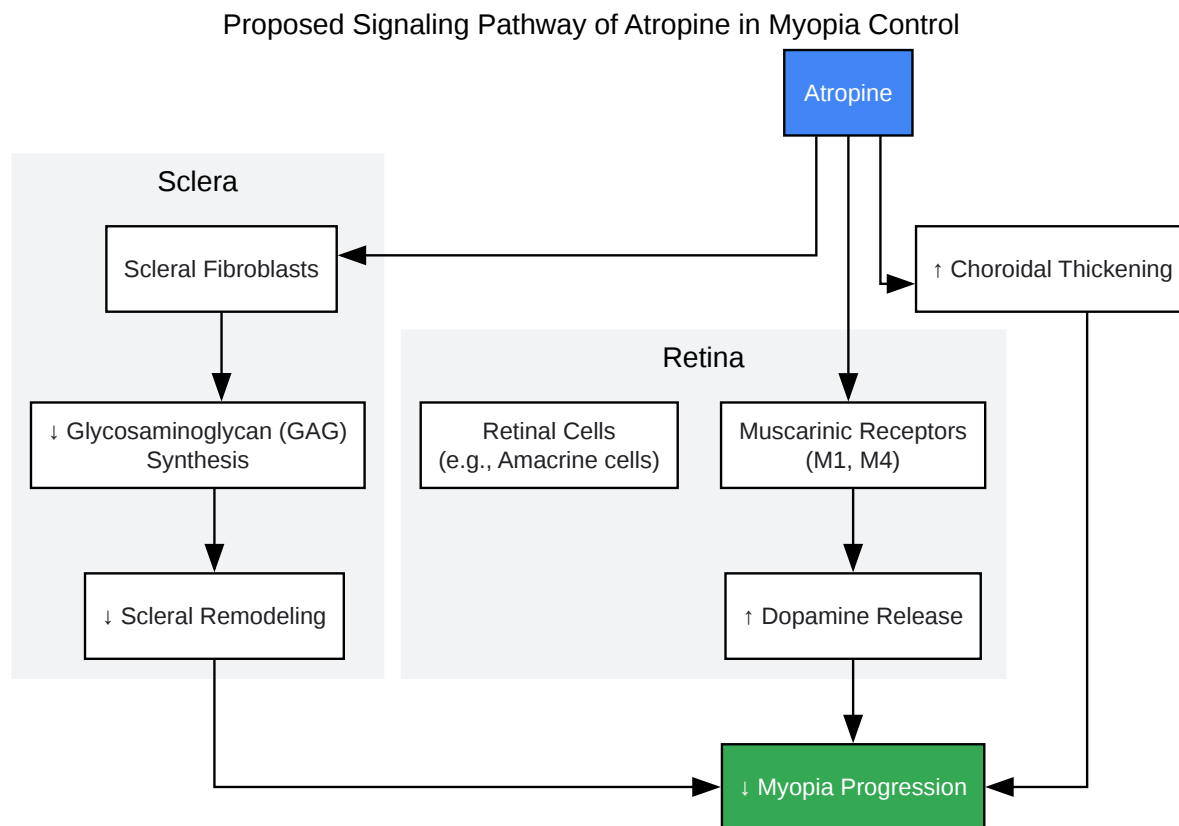 Proposed Signaling Pathway of Atropine in Myopia Control
Atropine
Sclera
Scleral Fibroblasts
↑ Choroidal Thickening
Retina
↓ Glycosaminoglycan (GAG)
Synthesis
Retinal Cells
(e.g., Amacrine cells)
Muscarinic Receptors
(M1, M4)
↓ Scleral Remodeling
↑ Dopamine Release
↓ Myopia Progression